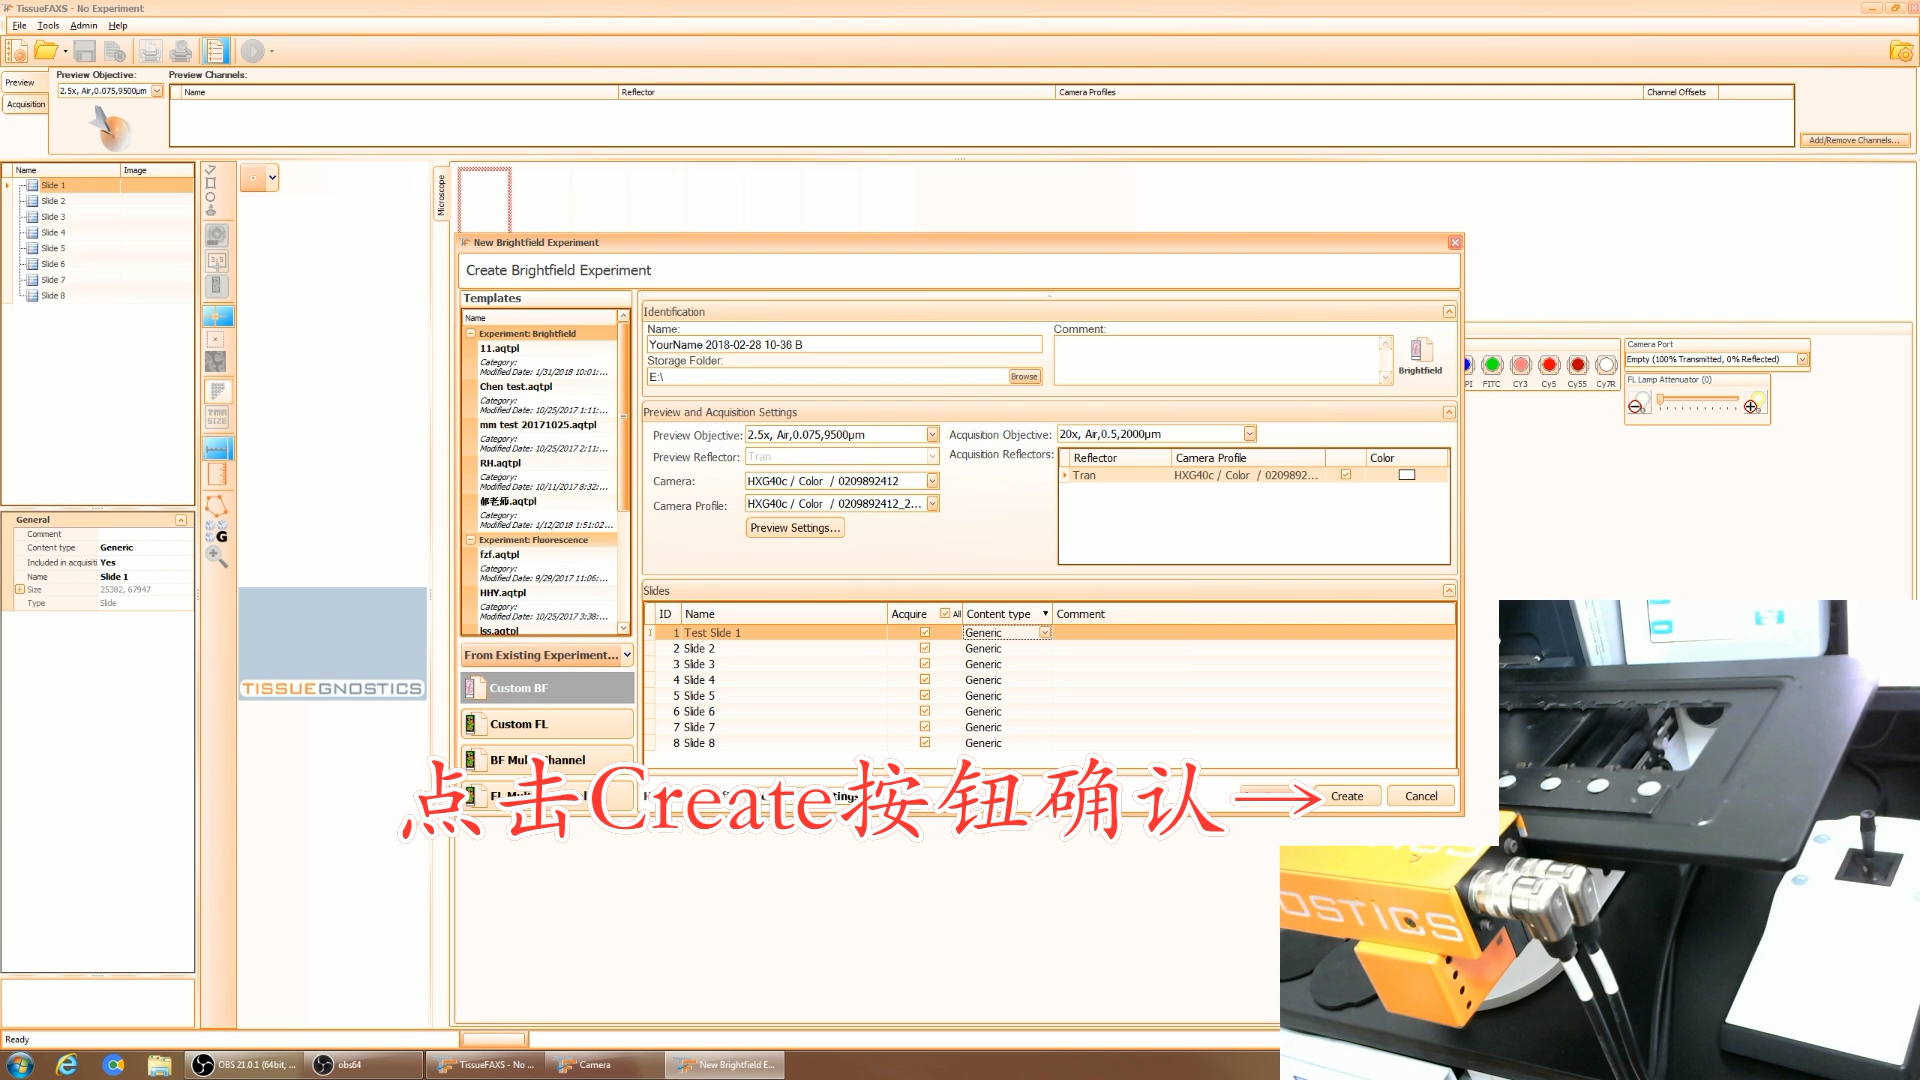 TissueFAXS - No Experiment
File Tools Admin Help
Preview
Acquisition
Preview Objective:
2.5x, Air,0.075,9500µm
Preview Channels:
Name Reflector Camera Profiles Channel Offsets
Add/Remove Channels...
Name Image
Slide 1
Slide 2
Slide 3
Slide 4
Slide 5
Slide 6
Slide 7
Slide 8
General
Comment
Content type Generic
Included in acquisiti Yes
Name Slide 1
Size 25382, 67947
Type Slide
TMA SIZE
G
TISSUEGNOSTICS
Microscope
New Brightfield Experiment
Create Brightfield Experiment
Templates
Name
Experiment: Brightfield
11.aqtpl
Category:
Modified Date: 1/31/2018 10:01:...
Chen test.aqtpl
Category:
Modified Date: 10/25/2017 1:11:...
mm test 20171025.aqtpl
Category:
Modified Date: 10/25/2017 2:11:...
RH.aqtpl
Category:
Modified Date: 10/11/2017 8:32:...
郝老师.aqtpl
Category:
Modified Date: 1/12/2018 1:51:02...
Experiment: Fluorescence
fzf.aqtpl
Category:
Modified Date: 9/29/2017 11:06:...
HHY.aqtpl
Category:
Modified Date: 10/25/2017 3:38:...
lss.aqtpl
From Existing Experiment...
Custom BF
Custom FL
BF Mul Channel
Identification
Name:
YourName 2018-02-28 10-36 B
Storage Folder:
E:\
Browse
Comment:
Brightfield
Preview and Acquisition Settings
Preview Objective: 2.5x, Air,0.075,9500µm
Preview Reflector: Tran
Camera: HXG40c / Color / 0209892412
Camera Profile: HXG40c / Color / 0209892412_2...
Preview Settings...
Acquisition Objective: 20x, Air,0.5,2000µm
Acquisition Reflectors:
Reflector Camera Profile Color
Tran HXG40c / Color / 0209892...
Slides
ID Name Acquire All Content type Comment
1 Test Slide 1 Generic
2 Slide 2 Generic
3 Slide 3 Generic
4 Slide 4 Generic
5 Slide 5 Generic
6 Slide 6 Generic
7 Slide 7 Generic
8 Slide 8 Generic
点击Create按钮确认→
Create Cancel
PI FITC CY3 Cy5 Cy55 Cy7R
Camera Port
Empty (100% Transmitted, 0% Reflected)
FL Lamp Attenuator (0)
OSTICS
Ready
OBS 21.0.1 (64bit, ...
obs64
TissueFAXS - No ...
Camera
New Brightfield E...